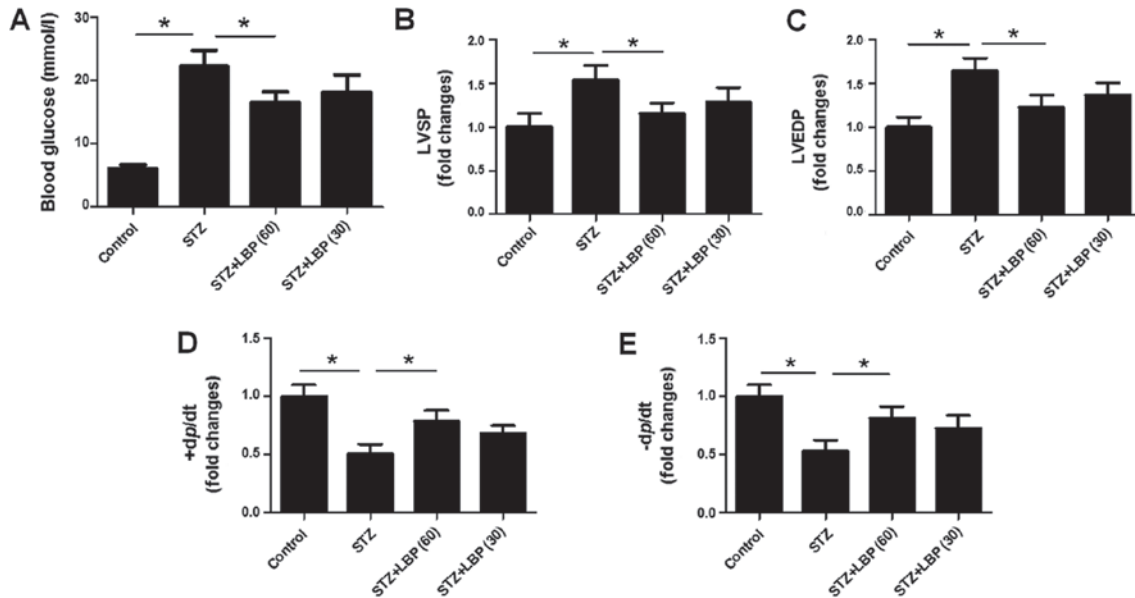 A
Blood glucose (mmol/l)
30
20
10
0
* *
Control
STZ
STZ+LBP (60)
STZ+LBP (30)
B
LVSP
(fold changes)
2.0
1.5
1.0
0.5
0.0
* *
Control
STZ
STZ+LBP (60)
STZ+LBP (30)
C
LVEDP
(fold changes)
2.0
1.5
1.0
0.5
0.0
* *
Control
STZ
STZ+LBP (60)
STZ+LBP (30)
D
+dp/dt
(fold changes)
1.5
1.0
0.5
0.0
* *
Control
STZ
STZ+LBP (60)
STZ+LBP (30)
E
-dp/dt
(fold changes)
1.5
1.0
0.5
0.0
* *
Control
STZ
STZ+LBP (60)
STZ+LBP (30)